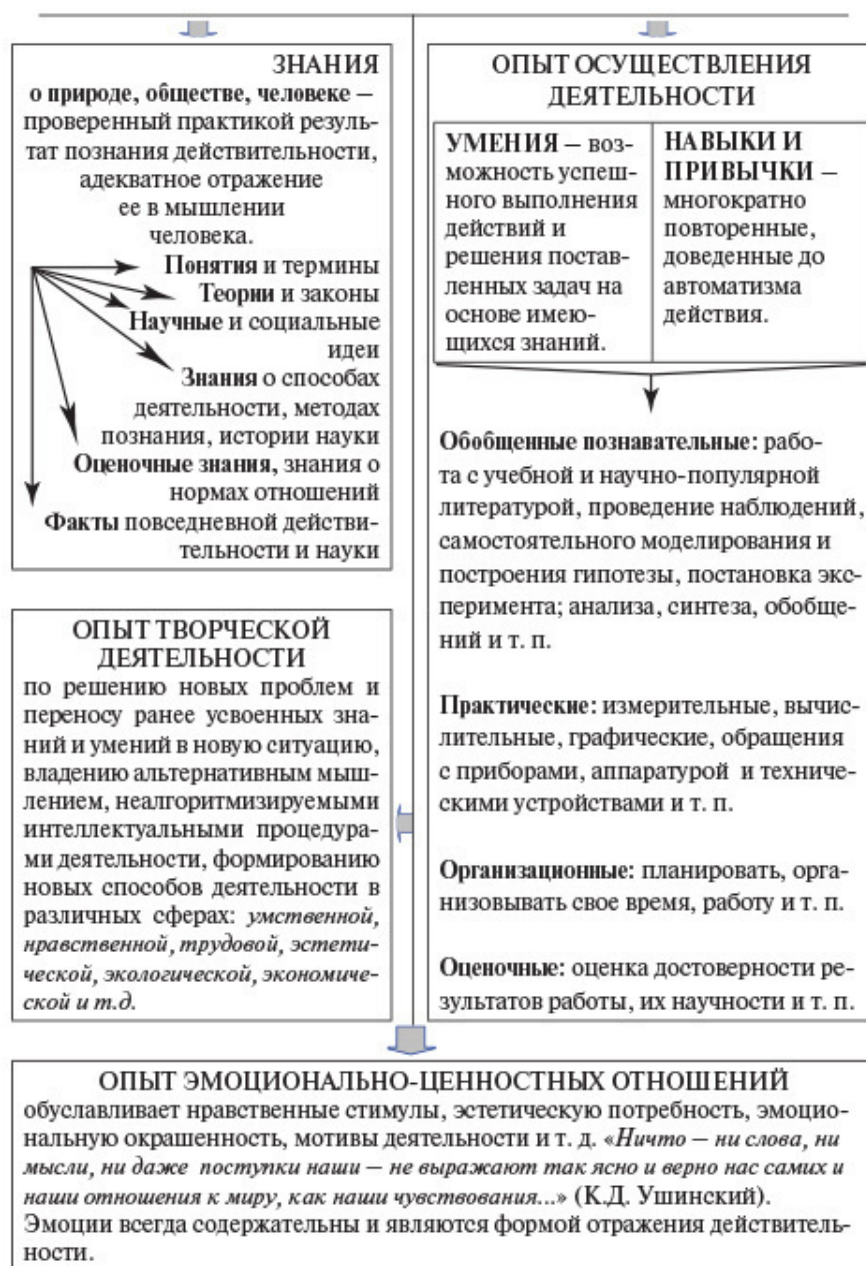 ЗНАНИЯ
о природе, обществе, человеке –
проверенный практикой резуль-
тат познания действительности,
адекватное отражение
ее в мышлении
человека.
Понятия и термины
Теории и законы
Научные и социальные
идеи
Знания о способах
деятельности, методах
познания, истории науки
Оценочные знания, знания о
нормах отношений
Факты повседневной действи-
тельности и науки
ОПЫТ ОСУЩЕСТВЛЕНИЯ
ДЕЯТЕЛЬНОСТИ
УМЕНИЯ – воз-
можность успеш-
ного выполнения
действий и
решения постав-
ленных задач на
основе имею-
щихся знаний.
НАВЫКИ И
ПРИВЫЧКИ –
многократно
повторенные,
доведенные до
автоматизма
действия.
Обобщенные познавательные: рабо-
та с учебной и научно-популярной
литературой, проведение наблюдений,
самостоятельного моделирования и
построения гипотезы, постановка экс-
перимента; анализа, синтеза, обобще-
ний и т. п.
Практические: измерительные, вычис-
лительные, графические, обращения
с приборами, аппаратурой и техниче-
скими устройствами и т. п.
Организационные: планировать, орга-
низовывать свое время, работу и т. п.
Оценочные: оценка достоверности ре-
зультатов работы, их научности и т. п.
ОПЫТ ТВОРЧЕСКОЙ
ДЕЯТЕЛЬНОСТИ
по решению новых проблем и
переносу ранее усвоенных зна-
ний и умений в новую ситуацию,
владению альтернативным мыш-
лением, неалгоритмизируемыми
интеллектуальными процедура-
ми деятельности, формированию
новых способов деятельности в
различных сферах: умственной,
нравственной, трудовой, эстети-
ческой, экологической, экономиче-
ской и т.д.
ОПЫТ ЭМОЦИОНАЛЬНО-ЦЕННОСТНЫХ ОТНОШЕНИЙ
обуславливает нравственные стимулы, эстетическую потребность, эмоцио-
нальную окрашенность, мотивы деятельности и т. д. «Ничто – ни слова, ни
мысли, ни даже поступки наши – не выражают так ясно и верно нас самих и
наши отношения к миру, как наши чувствования...» (К.Д. Ушинский).
Эмоции всегда содержательны и являются формой отражения действитель-
ности.